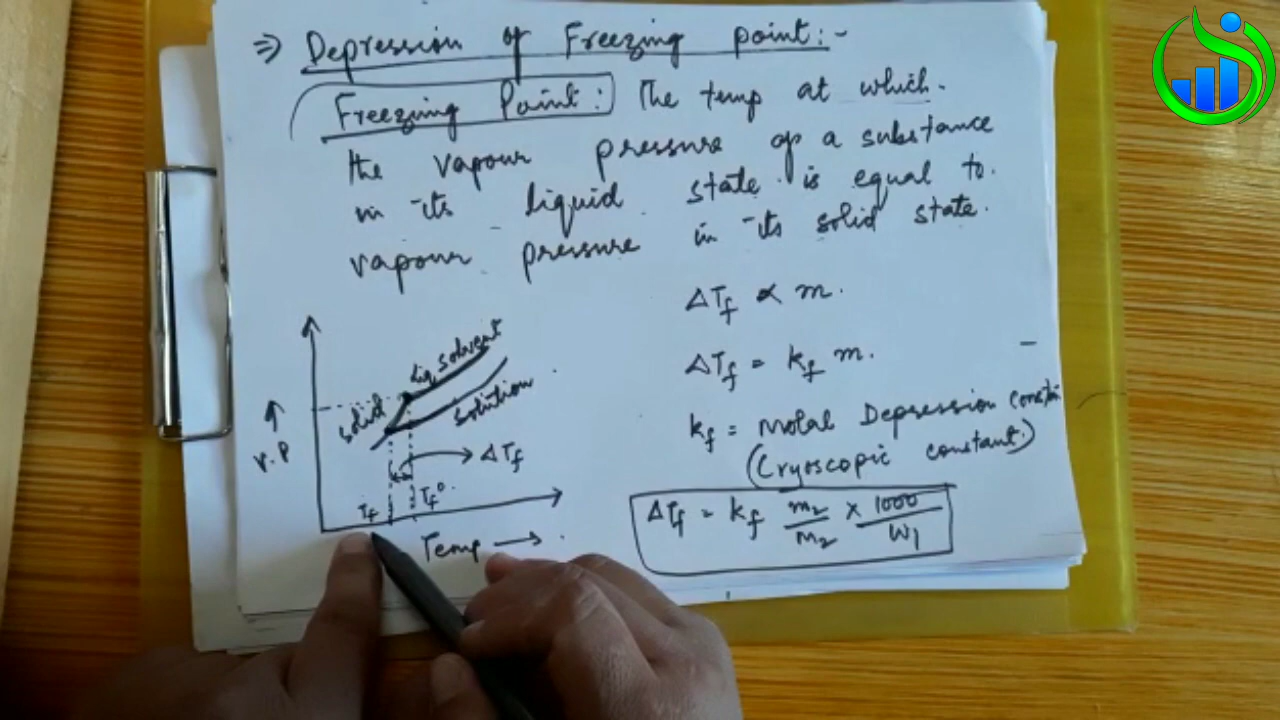 ⇒ Depression of Freezing point:-
Freezing Point: The temp at which.
the vapour pressure of a substance
in its liquid state is equal to
vapour pressure in its solid state.
ΔTf ∝ m.
ΔTf = kf m.
kf = Molal Depression constn
(Cryoscopic constant.)
ΔTf = kf m2/M2 × 1000/W1
Liq solvent
solid
solution
V.P
ΔTf
Tf
Tf°
Temp →